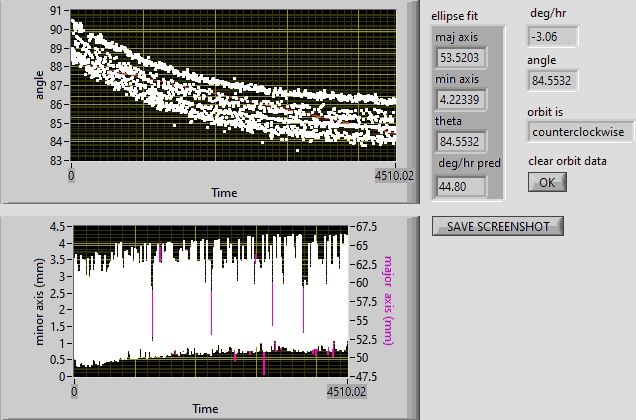 91
90
89
88
87
86
85
84
83
angle
0
4510.02
Time
ellipse fit
maj axis
53.5203
min axis
4.22339
theta
84.5532
deg/hr pred
44.80
deg/hr
-3.06
angle
84.5532
orbit is
counterclockwise
clear orbit data
OK
SAVE SCREENSHOT
4.5
4
3.5
3
2.5
2
1.5
1
0.5
0
minor axis (mm)
67.5
65
62.5
60
57.5
55
52.5
50
47.5
major axis (mm)
0
4510.02
Time